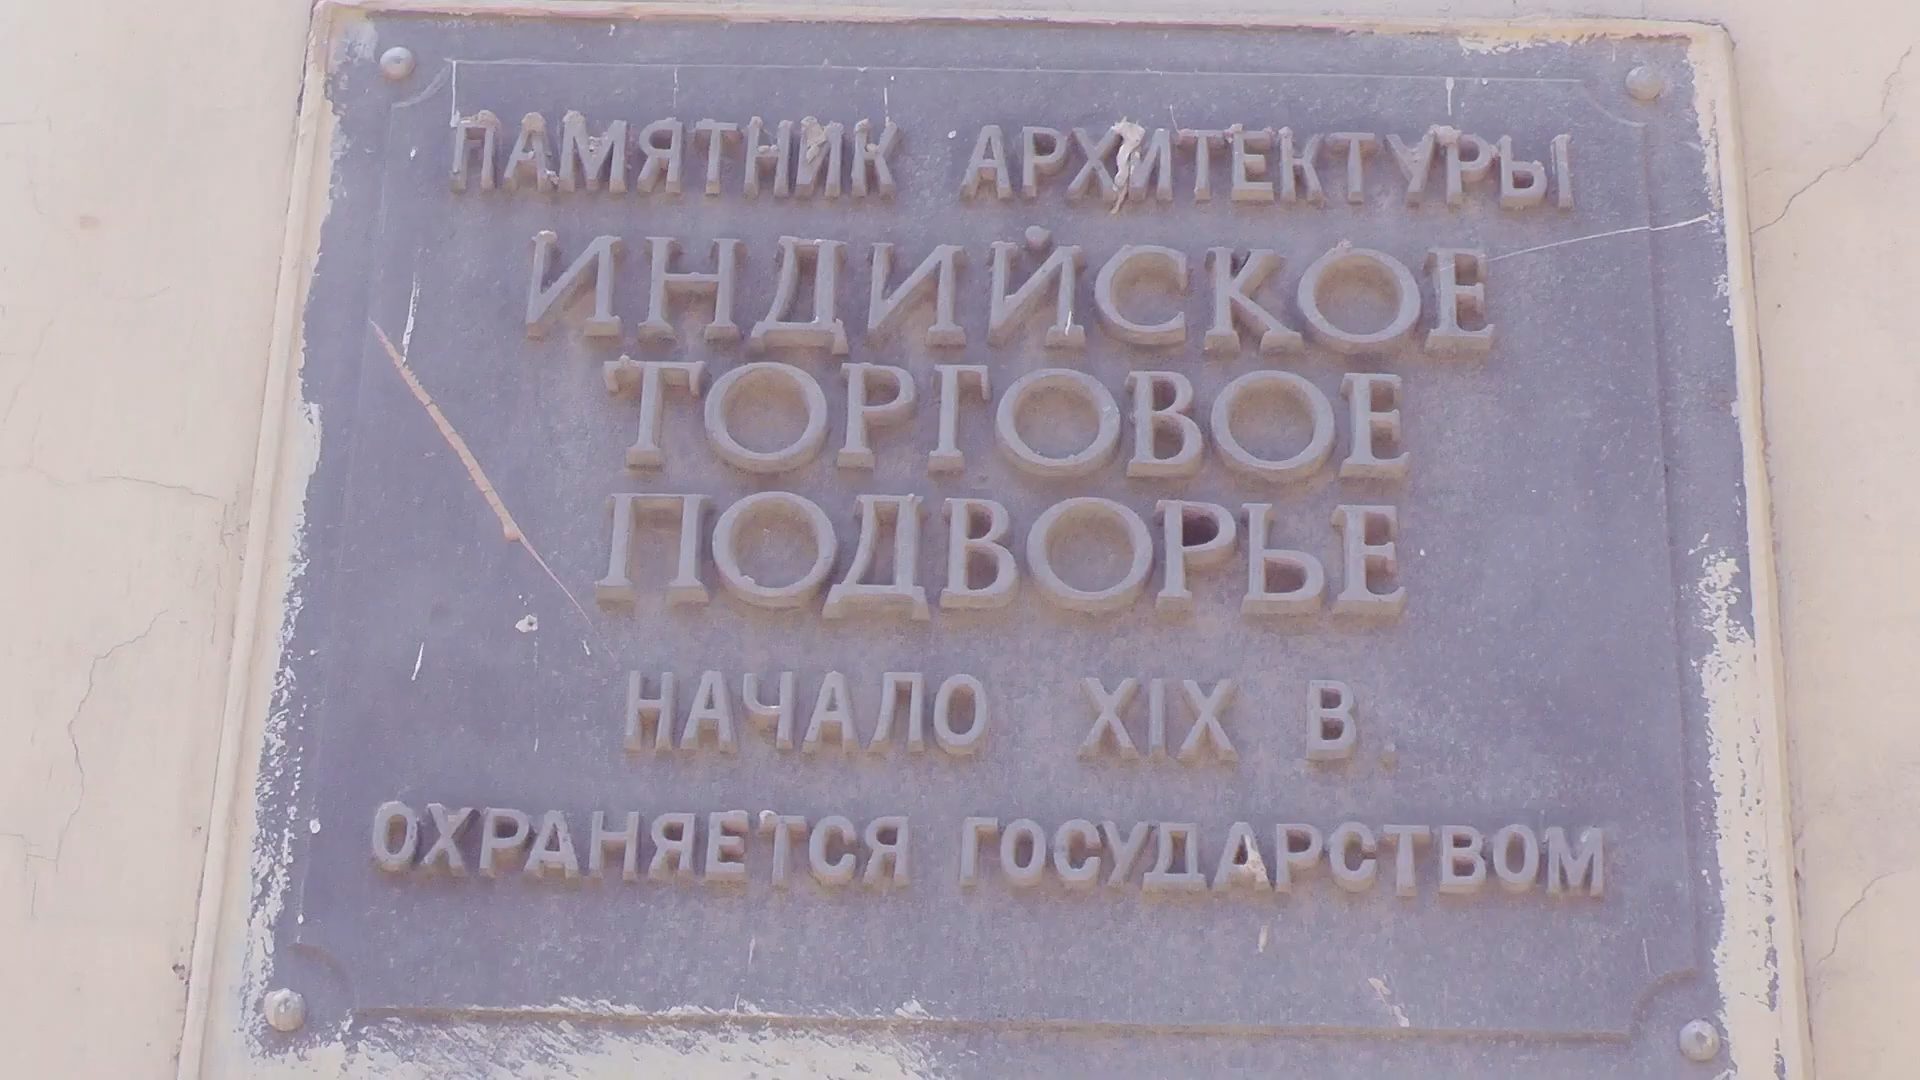 ПАМЯТНИК АРХИТЕКТУРЫ
ИНДИЙСКОЕ
ТОРГОВОЕ
ПОДВОРЬЕ
НАЧАЛО XIX В.
ОХРАНЯЕТСЯ ГОСУДАРСТВОМ